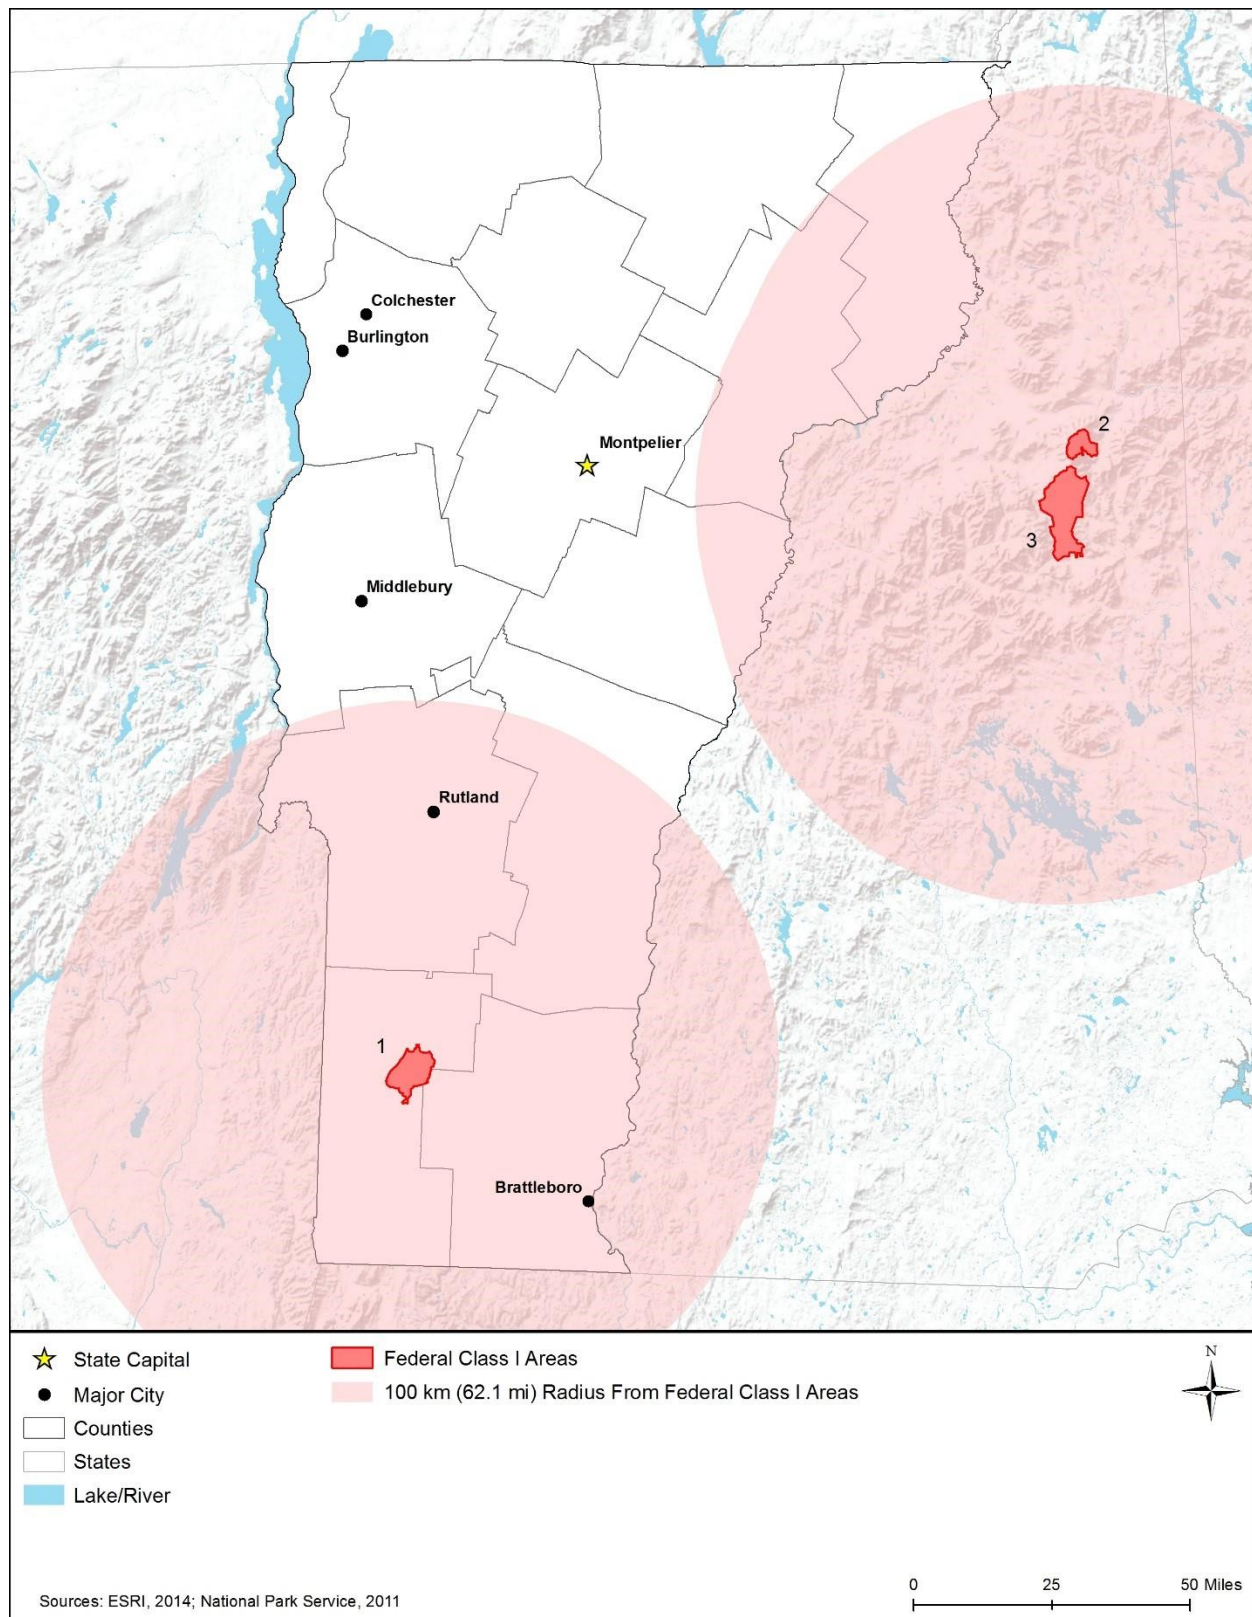 Colchester
Burlington
2
Montpelier
3
Middlebury
Rutland
1
Brattleboro
State Capital
Major City
Counties
States
Lake/River
Federal Class I Areas
100 km (62.1 mi) Radius From Federal Class I Areas
N
Sources: ESRI, 2014; National Park Service, 2011
0 25 50 Miles